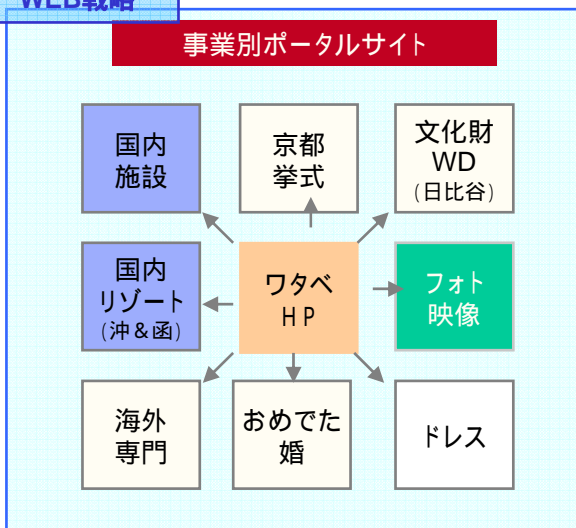 WEB戦略
事業別ポータルサイト
国内
施設
京都
挙式
文化財
WD
(日比谷)
国内
リゾート
(沖&函)
ワタベ
HP
フォト
映像
海外
専門
おめでた
婚
ドレス